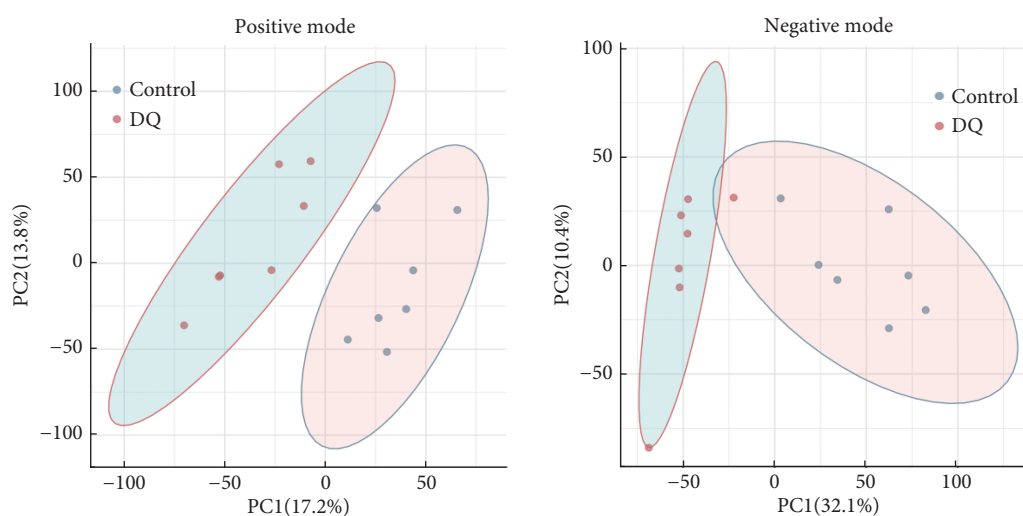 Positive mode
100
50
0
−50
−100
PC2(13.8%)
Control
DQ
−100
−50
0
50
PC1(17.2%)
Negative mode
100
50
0
−50
PC2(10.4%)
Control
DQ
−50
0
50
100
PC1(32.1%)